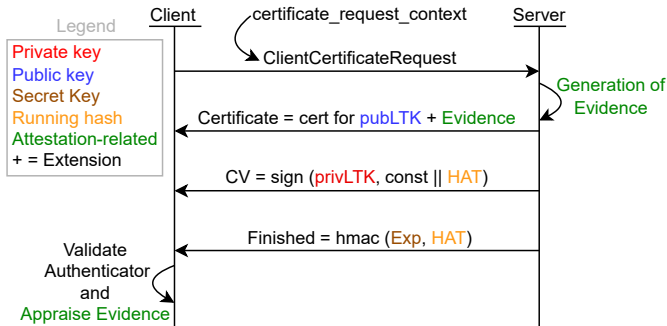 Client
certificate_request_context
Server
Legend
Private key
Public key
Secret Key
Running hash
Attestation-related
+ = Extension
ClientCertificateRequest
Generation of
Evidence
Certificate = cert for pubLTK + Evidence
CV = sign (privLTK, const || HAT)
Finished = hmac (Exp, HAT)
Validate
Authenticator
and
Appraise Evidence